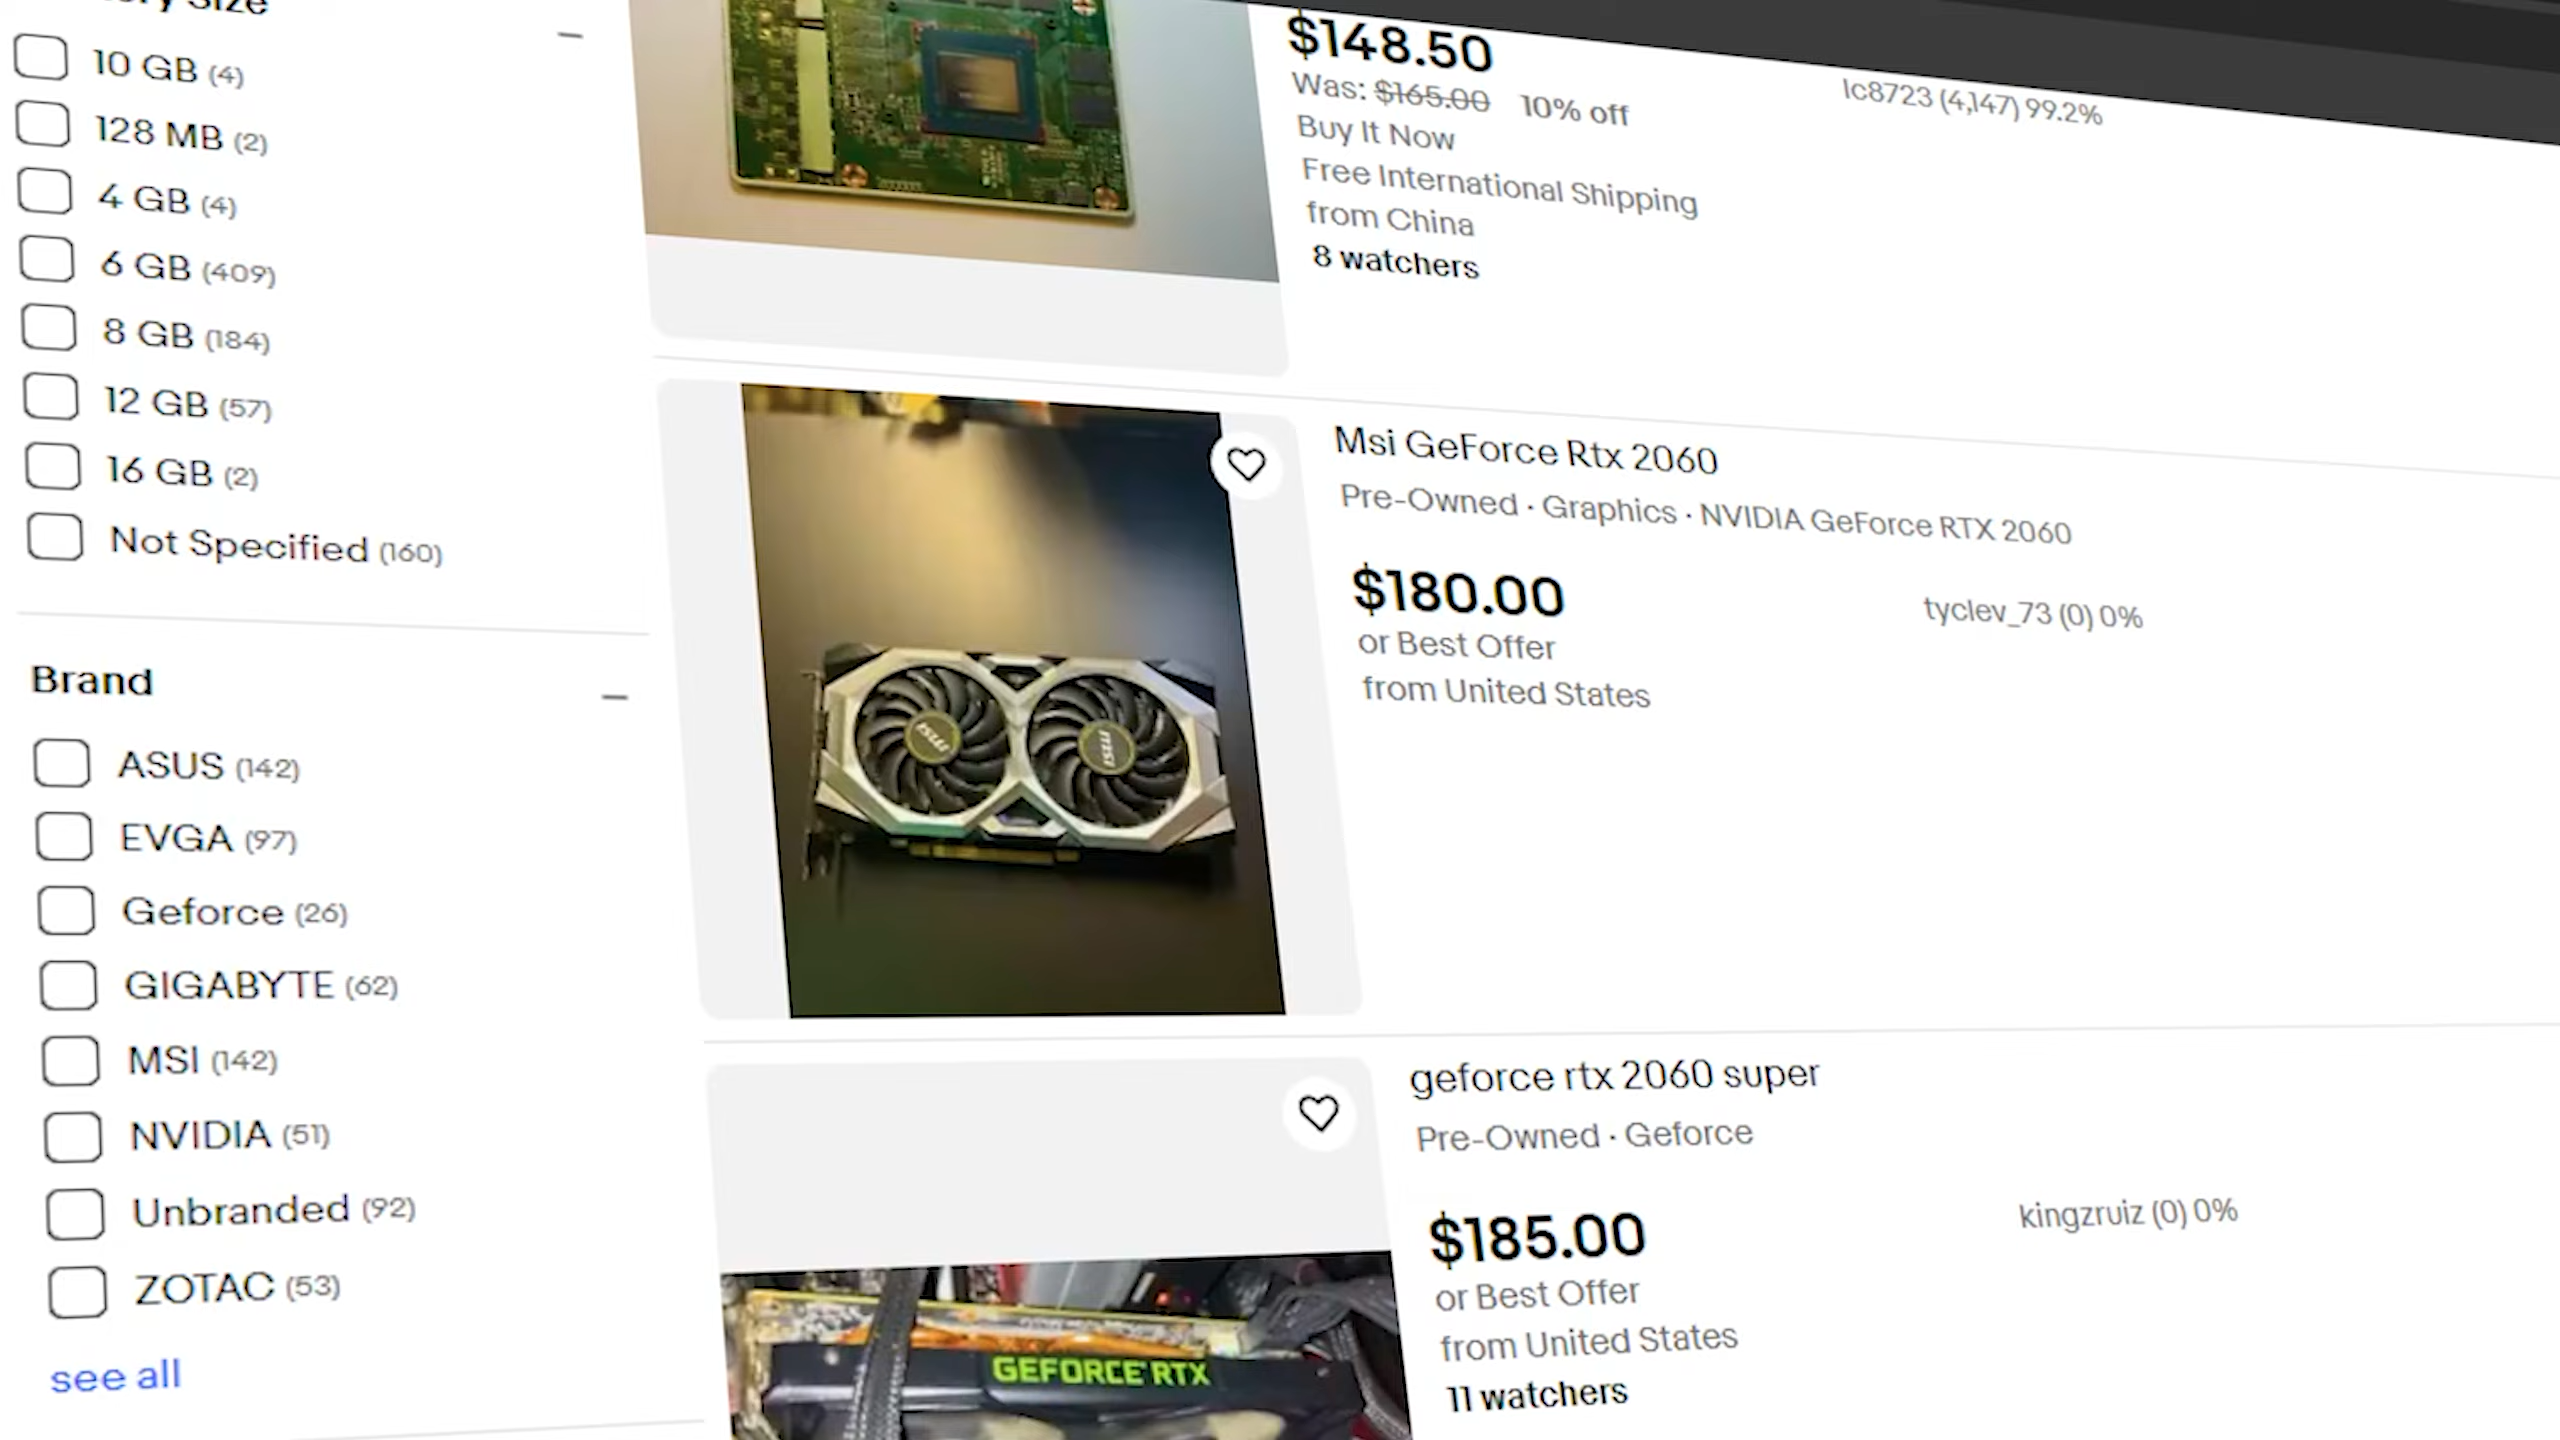 ry Size
10 GB (4)
128 MB (2)
4 GB (4)
6 GB (409)
8 GB (184)
12 GB (57)
16 GB (2)
Not Specified (160)
Brand
ASUS (142)
EVGA (97)
Geforce (26)
GIGABYTE (62)
MSI (142)
NVIDIA (51)
Unbranded (92)
ZOTAC (53)
see all
$148.50
Was: $165.00 10% off
Buy It Now
Free International Shipping
from China
8 watchers
lc8723 (4,147) 99.2%
Msi GeForce Rtx 2060
Pre-Owned · Graphics · NVIDIA GeForce RTX 2060
$180.00
or Best Offer
from United States
tyclev_73 (0) 0%
msi
msi
geforce rtx 2060 super
Pre-Owned · Geforce
$185.00
or Best Offer
from United States
11 watchers
kingzruiz (0) 0%
GEFORCE RTX